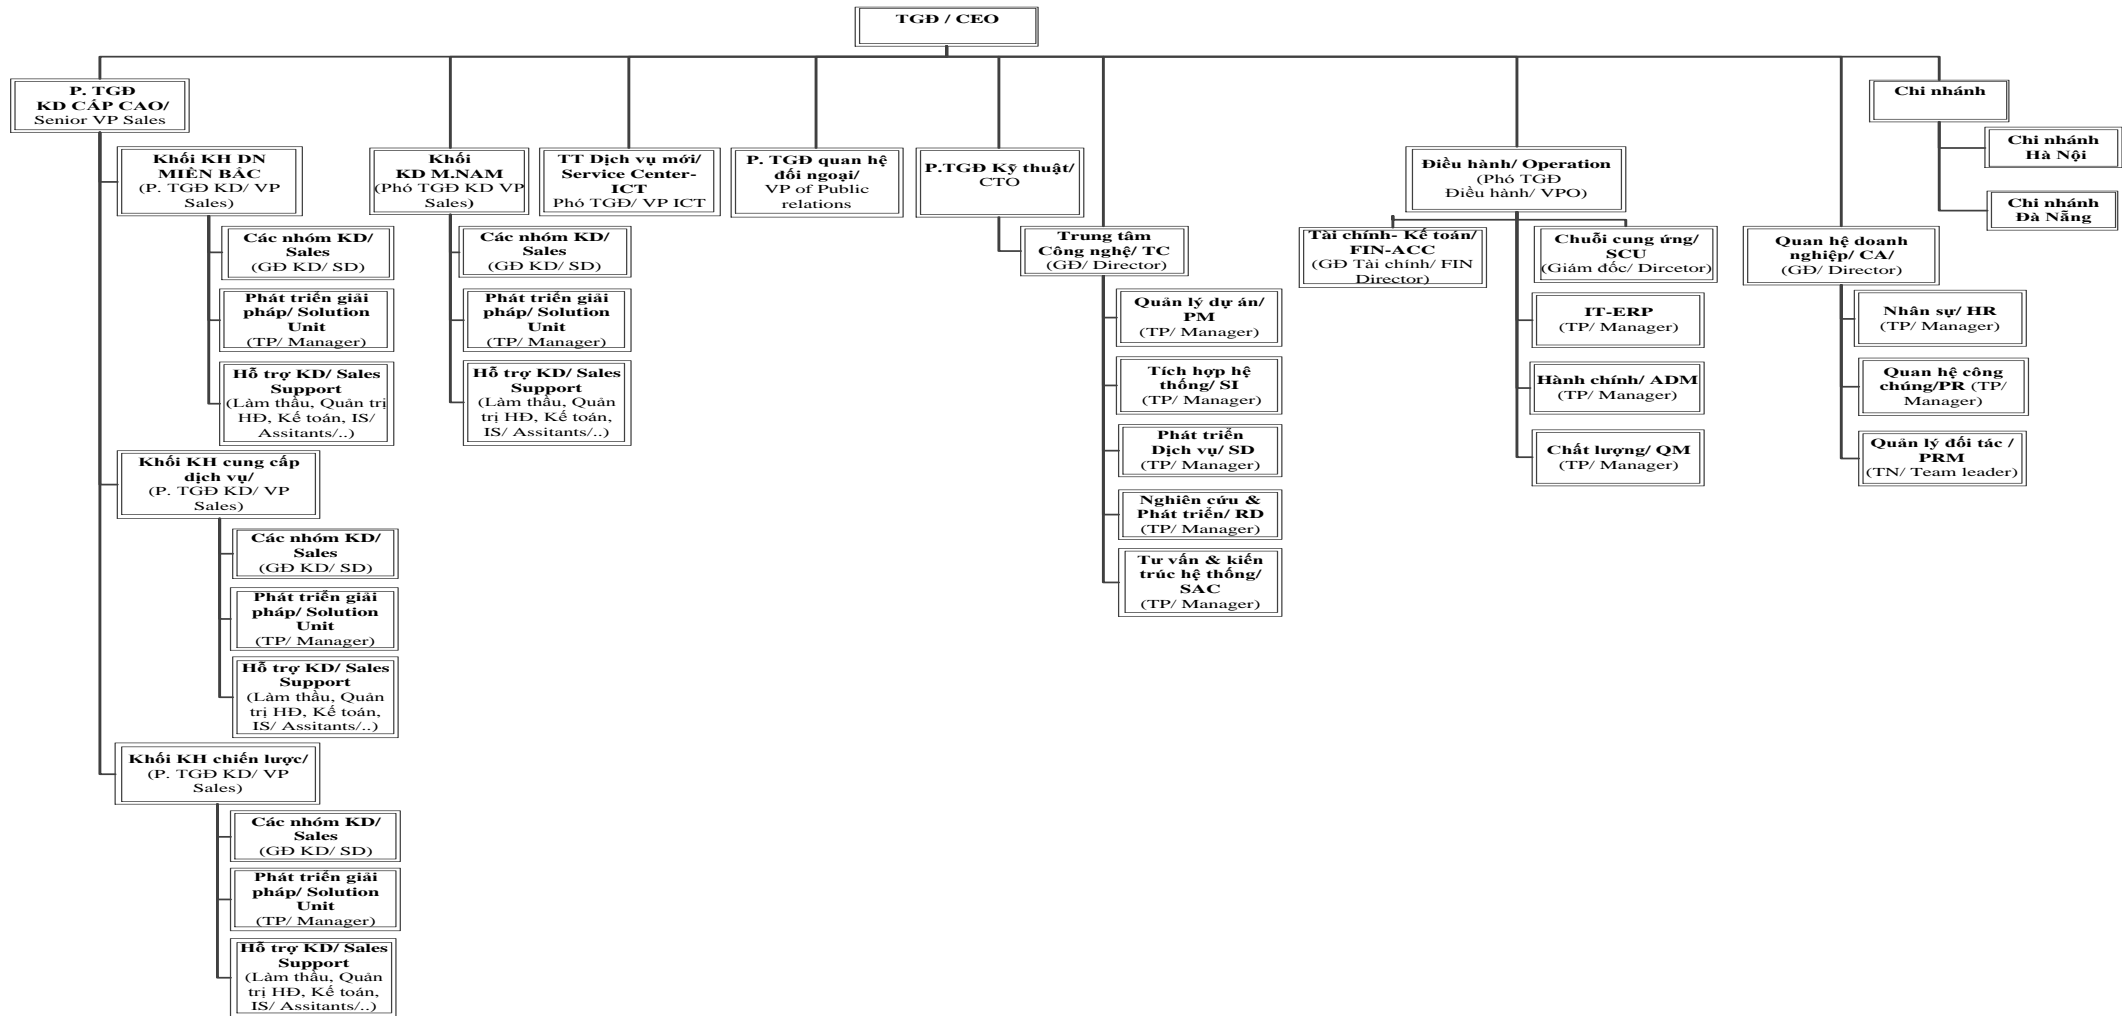 TGĐ / CEO
P. TGĐ
KD CẤP CAO/
Senior VP Sales
Khối KH DN
MIỀN BẮC
(P. TGĐ KD/ VP
Sales)
Các nhóm KD/
Sales
(GĐ KD/ SD)
Phát triển giải
pháp/ Solution
Unit
(TP/ Manager)
Hỗ trợ KD/ Sales
Support
(Làm thầu, Quản trị
HĐ, Kế toán, IS/
Assitants/..)
Khối KH cung cấp
dịch vụ/
(P. TGĐ KD/ VP
Sales)
Các nhóm KD/
Sales
(GĐ KD/ SD)
Phát triển giải
pháp/ Solution
Unit
(TP/ Manager)
Hỗ trợ KD/ Sales
Support
(Làm thầu, Quản
trị HĐ, Kế toán,
IS/ Assitants/..)
Khối KH chiến lược/
(P. TGĐ KD/ VP
Sales)
Các nhóm KD/
Sales
(GĐ KD/ SD)
Phát triển giải
pháp/ Solution
Unit
(TP/ Manager)
Hỗ trợ KD/ Sales
Support
(Làm thầu, Quản
trị HĐ, Kế toán,
IS/ Assitants/..)
Khối
KD M.NAM
(Phó TGĐ KD VP
Sales)
Các nhóm KD/
Sales
(GĐ KD/ SD)
Phát triển giải
pháp/ Solution
Unit
(TP/ Manager)
Hỗ trợ KD/ Sales
Support
(Làm thầu, Quản
trị HĐ, Kế toán,
IS/ Assitants/..)
TT Dịch vụ mới/
Service Center-
ICT
Phó TGĐ/ VP ICT
P. TGĐ quan hệ
đối ngoại/
VP of Public
relations
P.TGĐ Kỹ thuật/
CTO
Trung tâm
Công nghệ/ TC
(GĐ/ Director)
Quản lý dự án/
PM
(TP/ Manager)
Tích hợp hệ
thống/ SI
(TP/ Manager)
Phát triển
Dịch vụ/ SD
(TP/ Manager)
Nghiên cứu &
Phát triển/ RD
(TP/ Manager)
Tư vấn & kiến
trúc hệ thống/
SAC
(TP/ Manager)
Điều hành/ Operation
(Phó TGĐ
Điều hành/ VPO)
Tài chính- Kế toán/
FIN-ACC
(GĐ Tài chính/ FIN
Director)
Chuỗi cung ứng/
SCU
(Giám đốc/ Dircetor)
IT-ERP
(TP/ Manager)
Hành chính/ ADM
(TP/ Manager)
Chất lượng/ QM
(TP/ Manager)
Quan hệ doanh
nghiệp/ CA/
(GĐ/ Director)
Nhân sự/ HR
(TP/ Manager)
Quan hệ công
chúng/PR (TP/
Manager)
Quản lý đối tác /
PRM
(TN/ Team leader)
Chi nhánh
Chi nhánh
Hà Nội
Chi nhánh
Đà Nẵng